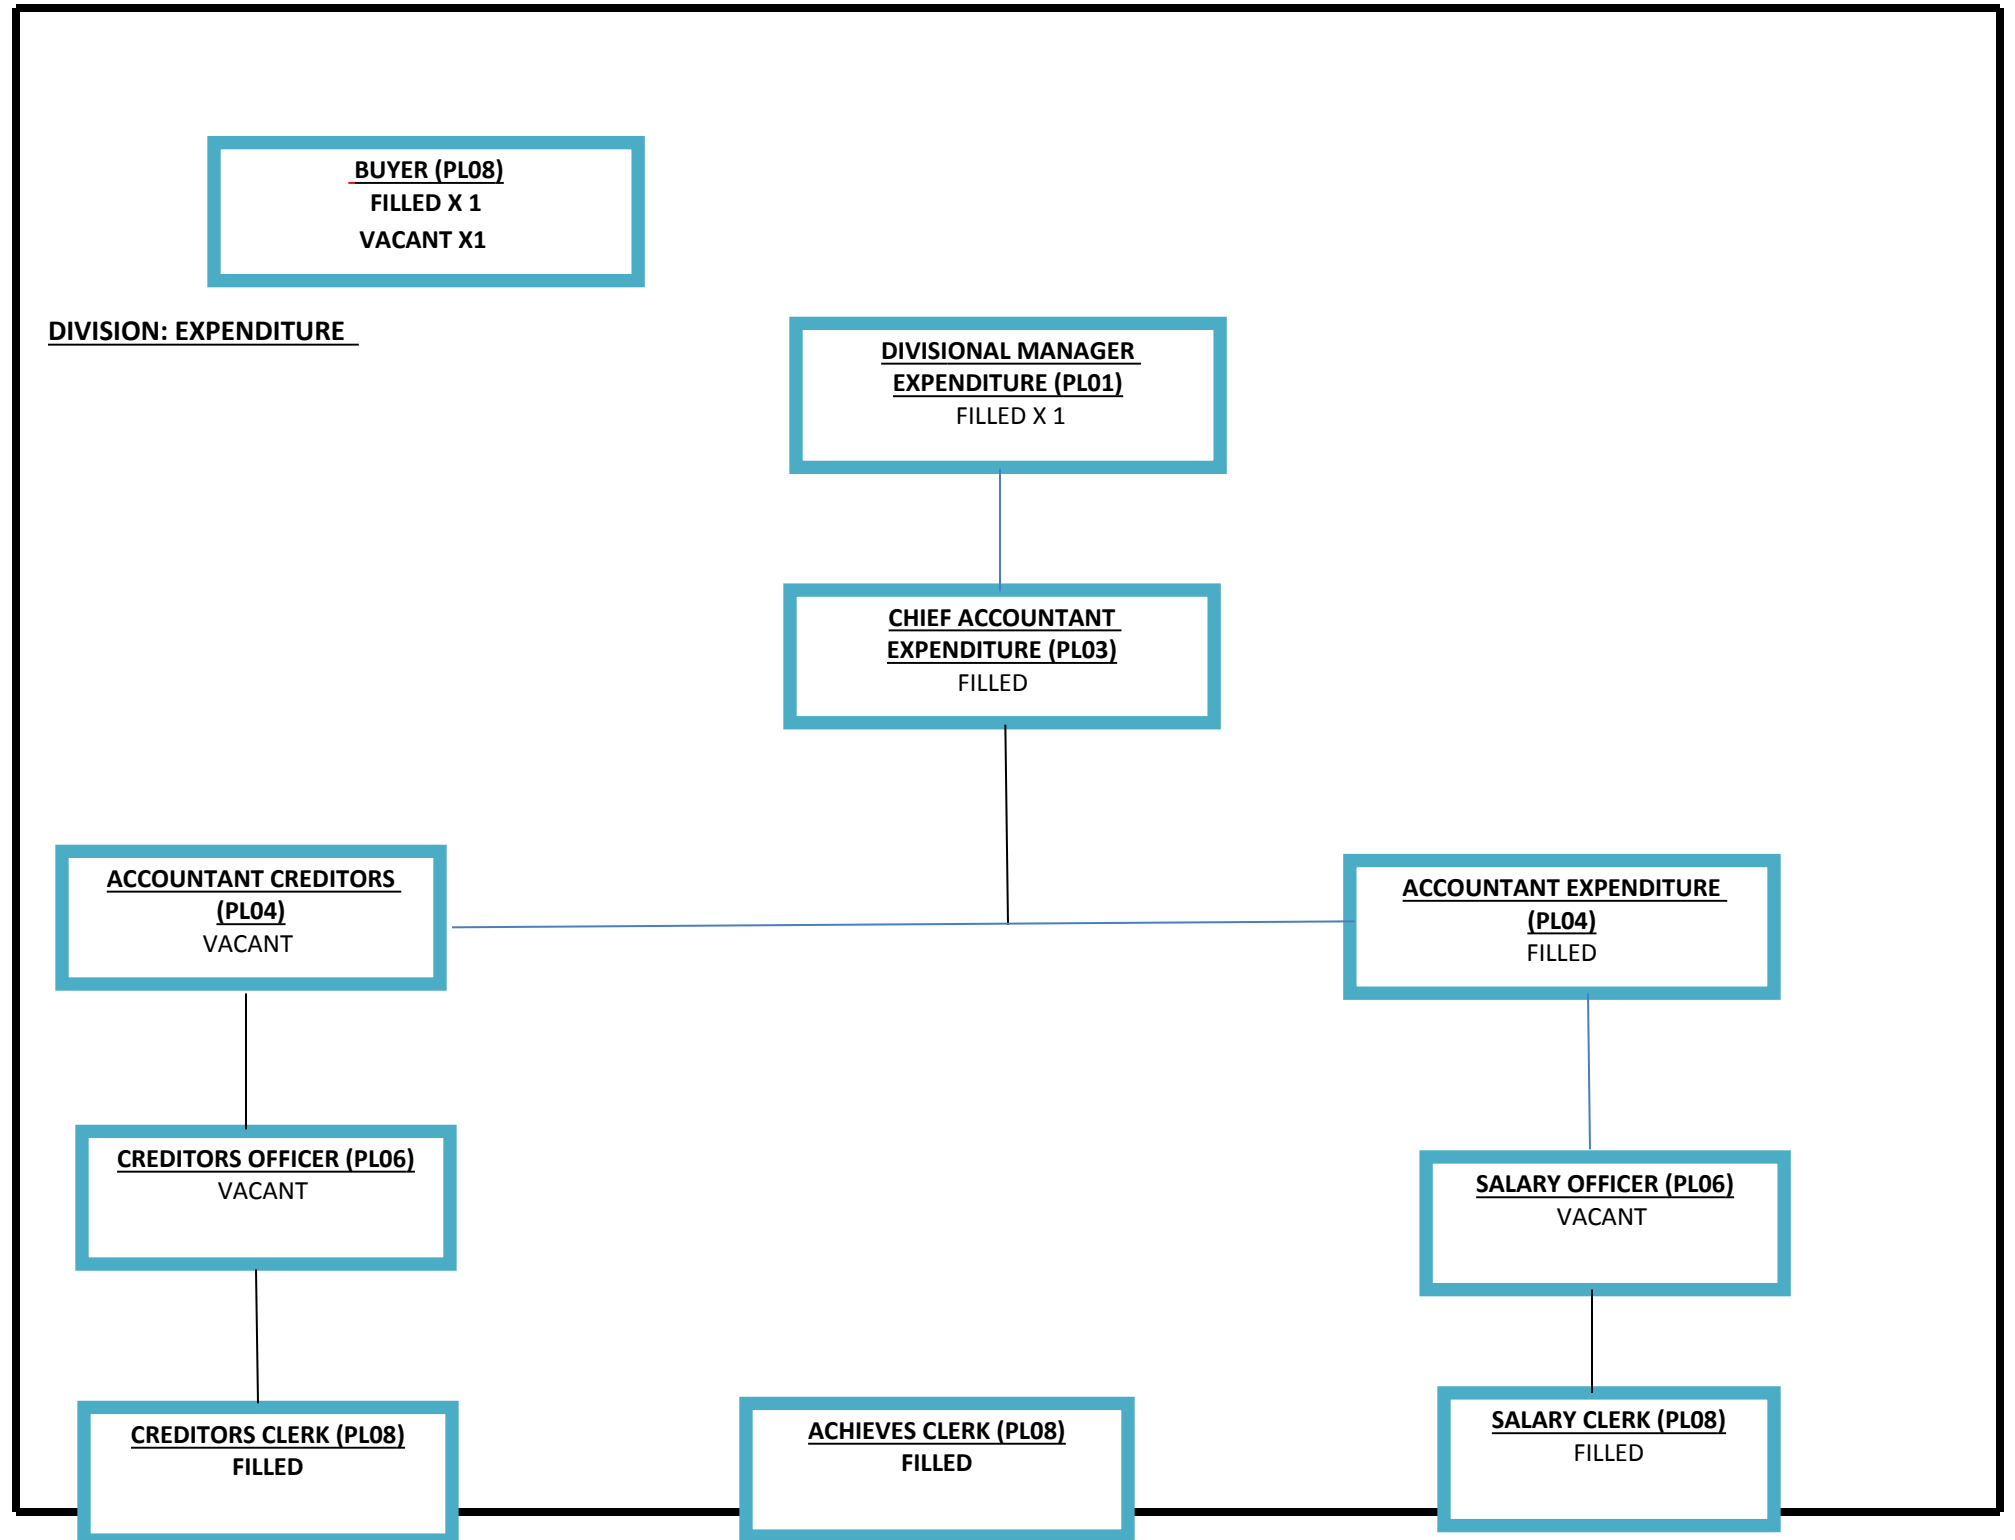 BUYER (PL08)
FILLED X 1
VACANT X1
DIVISION: EXPENDITURE
DIVISIONAL MANAGER
EXPENDITURE (PL01)
FILLED X 1
CHIEF ACCOUNTANT
EXPENDITURE (PL03)
FILLED
ACCOUNTANT CREDITORS
(PL04)
VACANT
ACCOUNTANT EXPENDITURE
(PL04)
FILLED
CREDITORS OFFICER (PL06)
VACANT
SALARY OFFICER (PL06)
VACANT
CREDITORS CLERK (PL08)
FILLED
ACHIEVES CLERK (PL08)
FILLED
SALARY CLERK (PL08)
FILLED